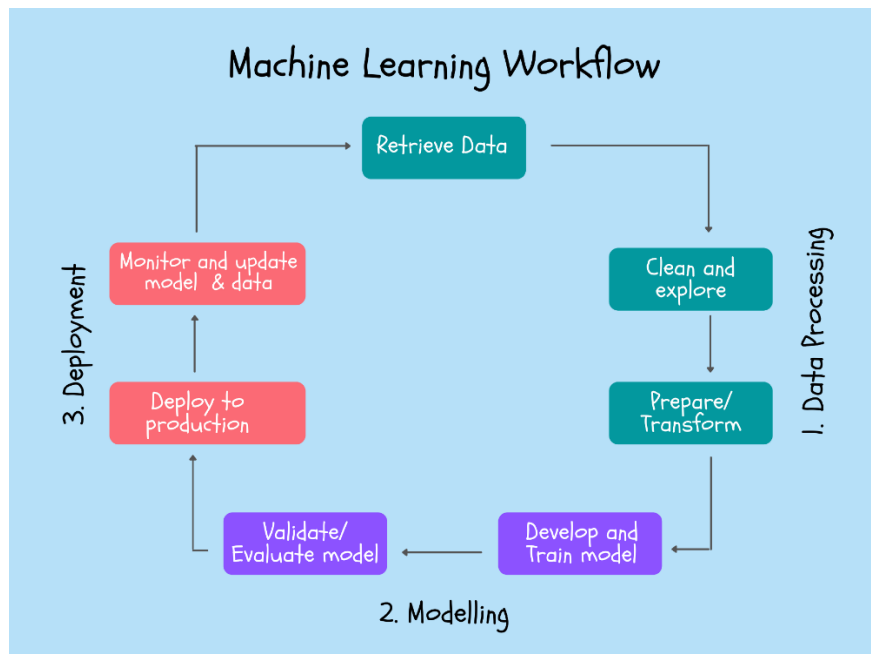 Machine Learning Workflow
Retrieve Data
Clean and
explore
Prepare/
Transform
1. Data Processing
Develop and
Train model
Validate/
Evaluate model
2. Modelling
Deploy to
production
Monitor and update
model & data
3. Deployment